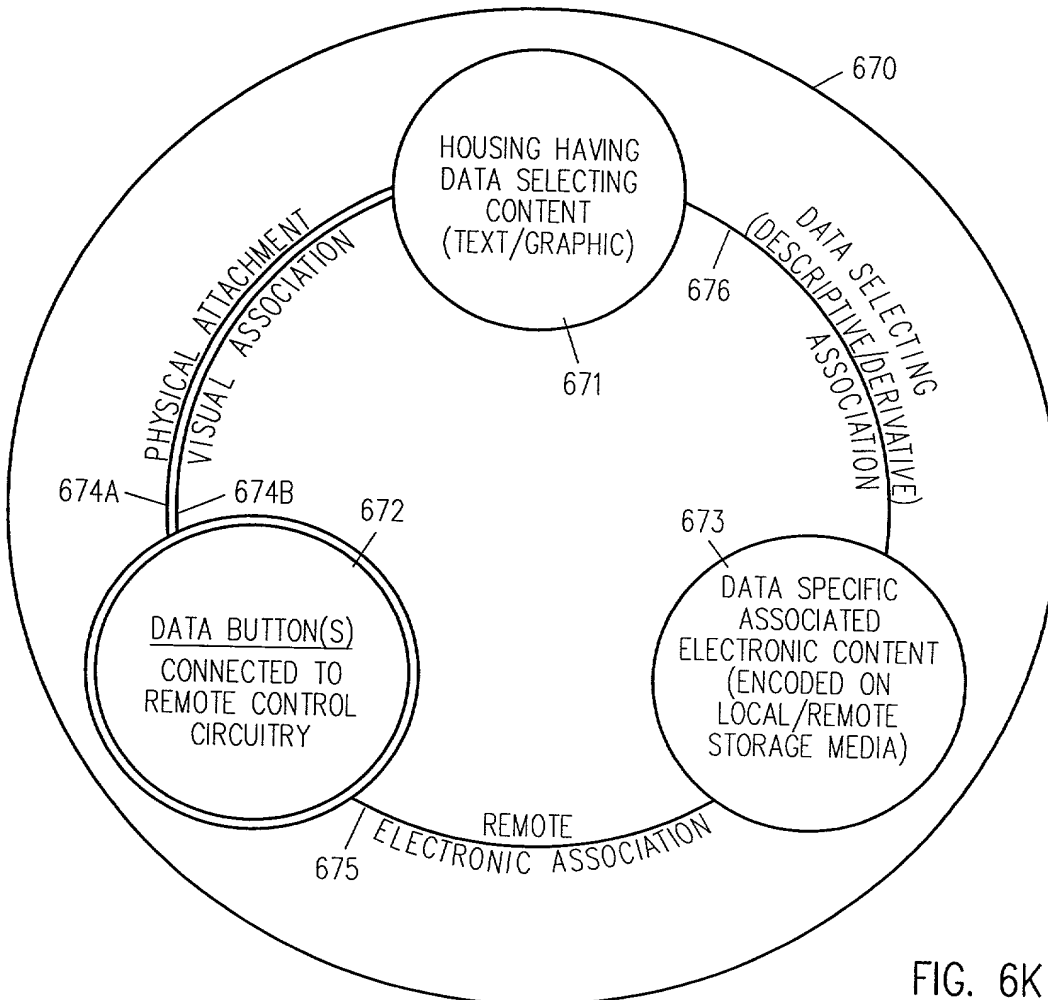 670
HOUSING HAVING
DATA SELECTING
CONTENT
(TEXT/GRAPHIC)
671
676
DATA SELECTING
(DESCRIPTIVE/DERIVATIVE)
ASSOCIATION
PHYSICAL ATTACHMENT
VISUAL ASSOCIATION
674A
674B
672
DATA BUTTON(S)
CONNECTED TO
REMOTE CONTROL
CIRCUITRY
673
DATA SPECIFIC
ASSOCIATED
ELECTRONIC CONTENT
(ENCODED ON
LOCAL/REMOTE
STORAGE MEDIA)
REMOTE
ELECTRONIC ASSOCIATION
675
FIG. 6K